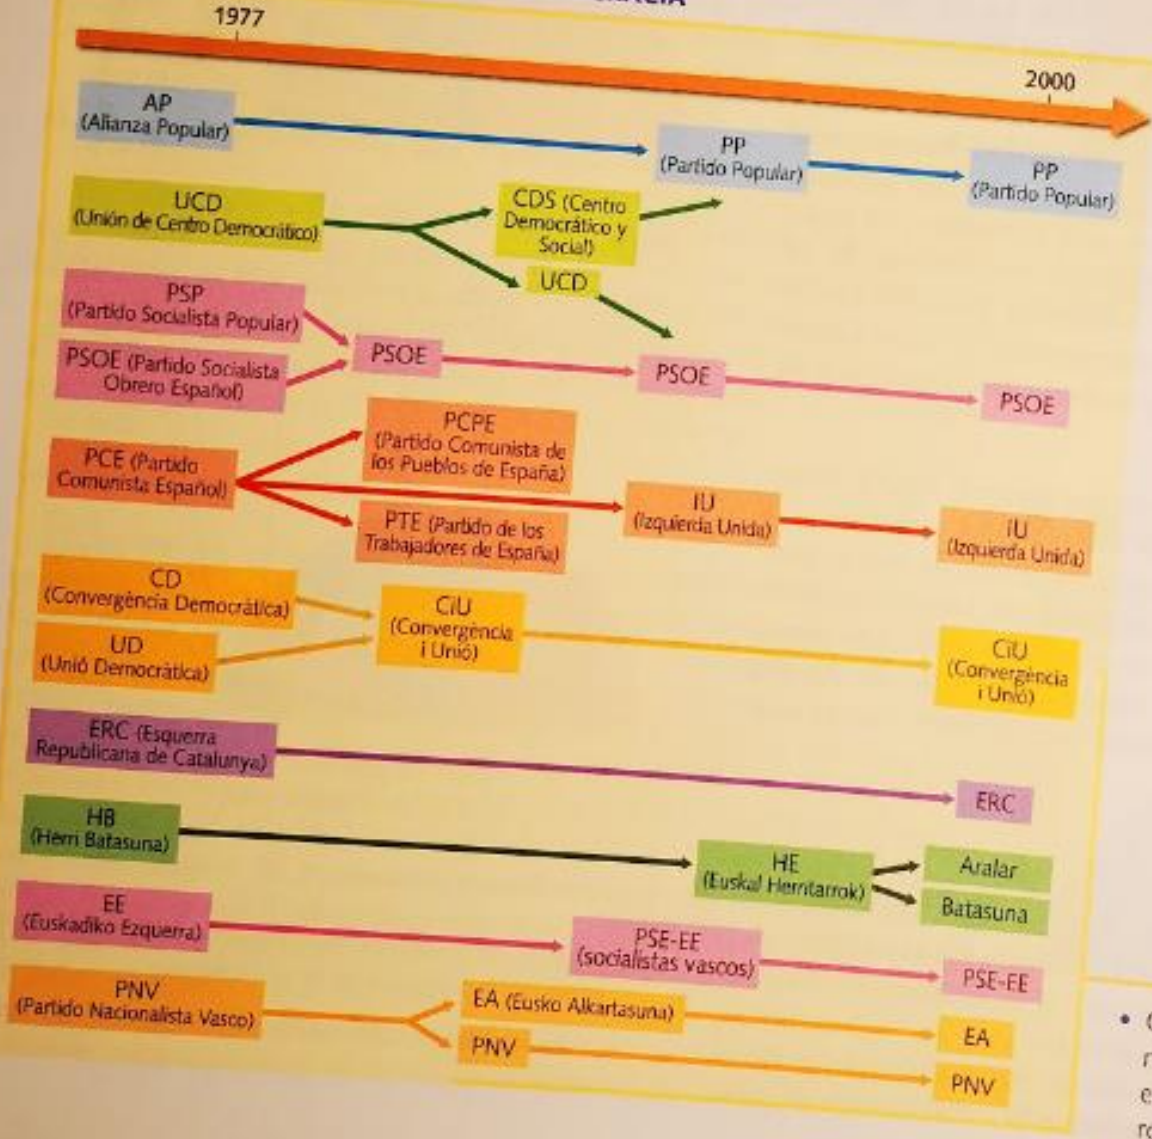 1977
2000
AP
(Alianza Popular)
PP
(Partido Popular)
PP
(Partido Popular)
UCD
(Unión de Centro Democrático)
CDS (Centro
Democrático y
Social)
UCD
PSP
(Partido Socialista Popular)
PSOE (Partido Socialista
Obrero Español)
PSOE
PSOE
PSOE
PCE (Partido
Comunista Español)
PCPE
(Partido Comunista de
los Pueblos de España)
PTE (Partido de los
Trabajadores de España)
IU
(Izquierda Unida)
IU
(Izquierda Unida)
CD
(Convergència Democrática)
UD
(Unió Democràtica)
CiU
(Convergència
i Unió)
CiU
(Convergència
i Unió)
ERC (Esquerra
Republicana de Catalunya)
ERC
HB
(Herri Batasuna)
HE
(Euskal Herritarrok)
Aralar
Batasuna
EE
(Euskadiko Ezquerra)
PSE-EE
(socialistas vascos)
PSE-EE
PNV
(Partido Nacionalista Vasco)
EA (Eusko Alkartasuna)
PNV
EA
PNV